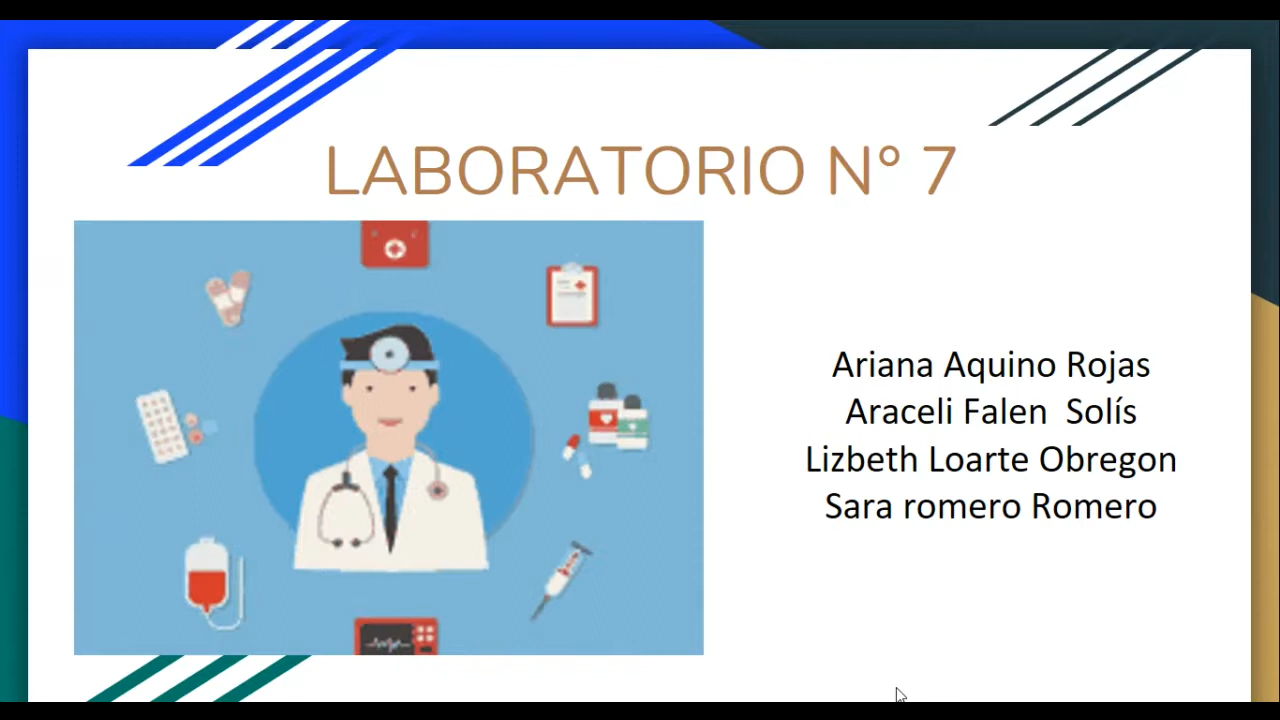 LABORATORIO N° 7
Ariana Aquino Rojas
Araceli Falen  Solís
Lizbeth Loarte Obregon
Sara romero Romero